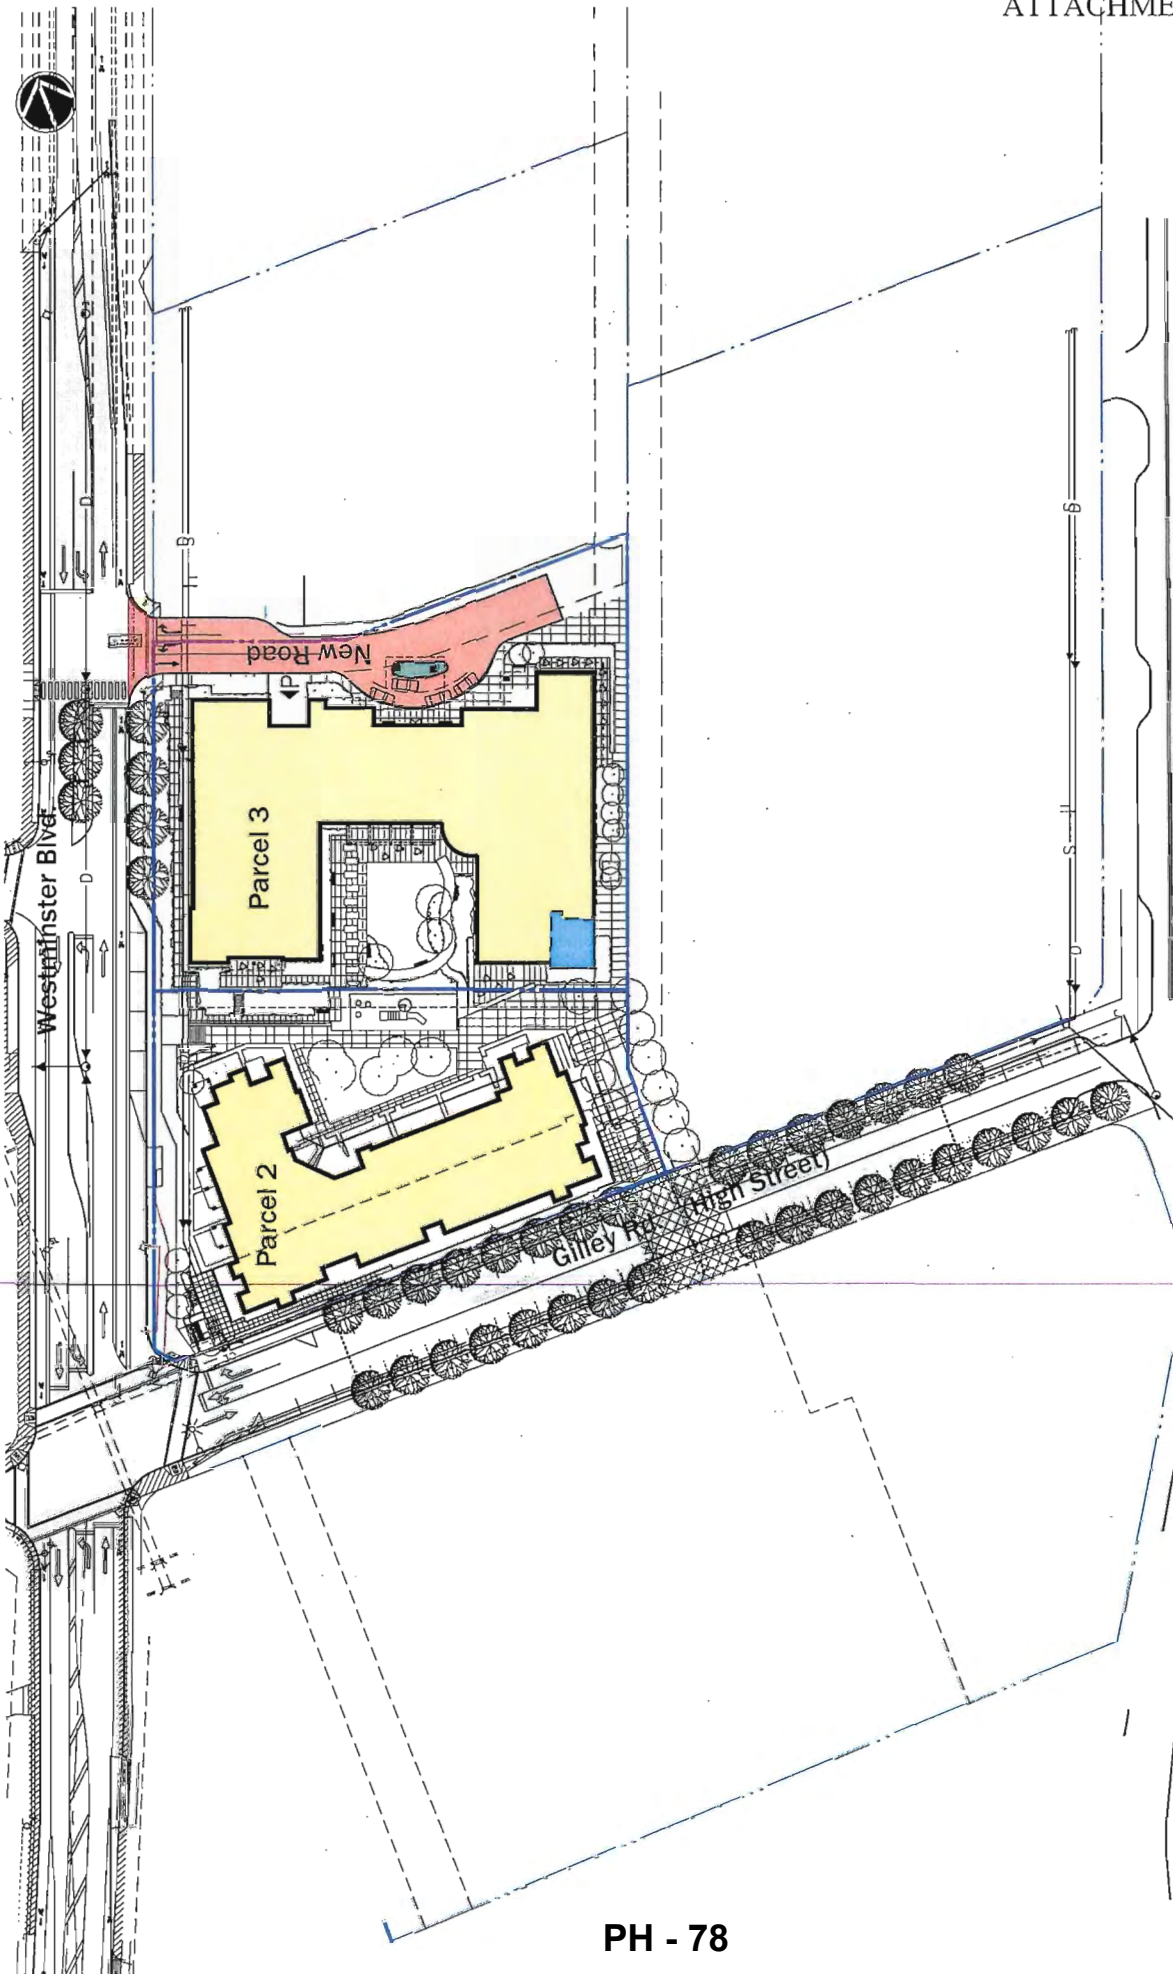 ATTACHME
New Road
P
Parcel 3
Westminster Blvd.
Parcel 2
Gilley Rd. (High Street)
PH - 78